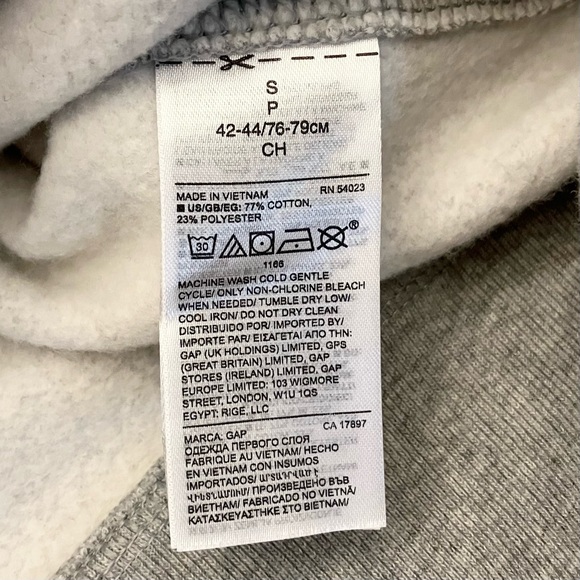 S
P
42-44/76-79см
CH
MADE IN VIETNAM RN 54023
■ US/GB/EG: 77% COTTON,
23% POLYESTER
30
®
1166
MACHINE WASH COLD GENTLE
CYCLE/ ONLY NON-CHLORINE BLEACH
WHEN NEEDED/ TUMBLE DRY LOW/
COOL IRON/ DO NOT DRY CLEAN
DISTRIBUIDO POR/ IMPORTED BY/
IMPORTE PAR/ ΕΙΣΑΓΕΤΑΙ ΑΠΟ ΤΗΝ:
GAP (UK HOLDINGS) LIMITED, GPS
(GREAT BRITAIN) LIMITED, GAP
STORES (IRELAND) LIMITED, GAP
EUROPE LIMITED: 103 WIGMORE
STREET, LONDON, W1U 1QS
EGYPT: RIGE, LLC
MARCA: GAP CA 17897
ОДЕЖДА ПЕРВОГО СЛОЯ
FABRIQUE AU VIETNAM/ HECHO
EN VIETNAM CON INSUMOS
IMPORTADOS/ ԱՐՏԱԴՐՎԱԾ Է
ՎԻԵՏՆԱՄՈՒՄ/ ПРОИЗВЕДЕНО ВЪВ
ВИЕТНАМ/ FABRICADO NO VIETNÃ/
ΚΑΤΑΣΚΕΥΑΣΤΗΚΕ ΣΤΟ ΒΙΕΤΝΑΜ/